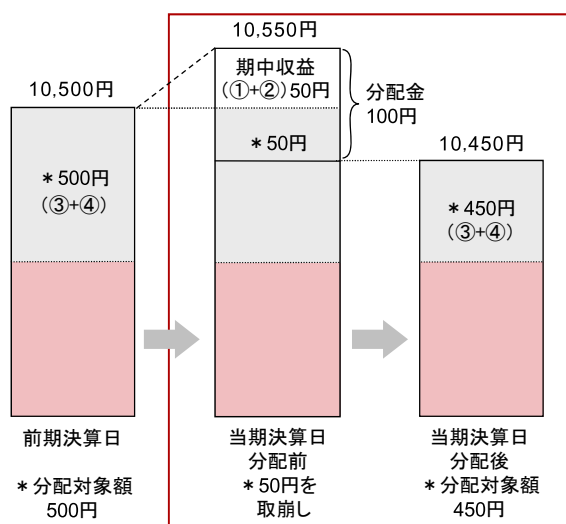 10,500円
＊500円
(③+④)
前期決算日
＊分配対象額
500円
10,550円
期中収益
(①+②)50円
＊50円
分配金
100円
当期決算日
分配前
＊50円を
取崩し
10,450円
＊450円
(③+④)
当期決算日
分配後
＊分配対象額
450円